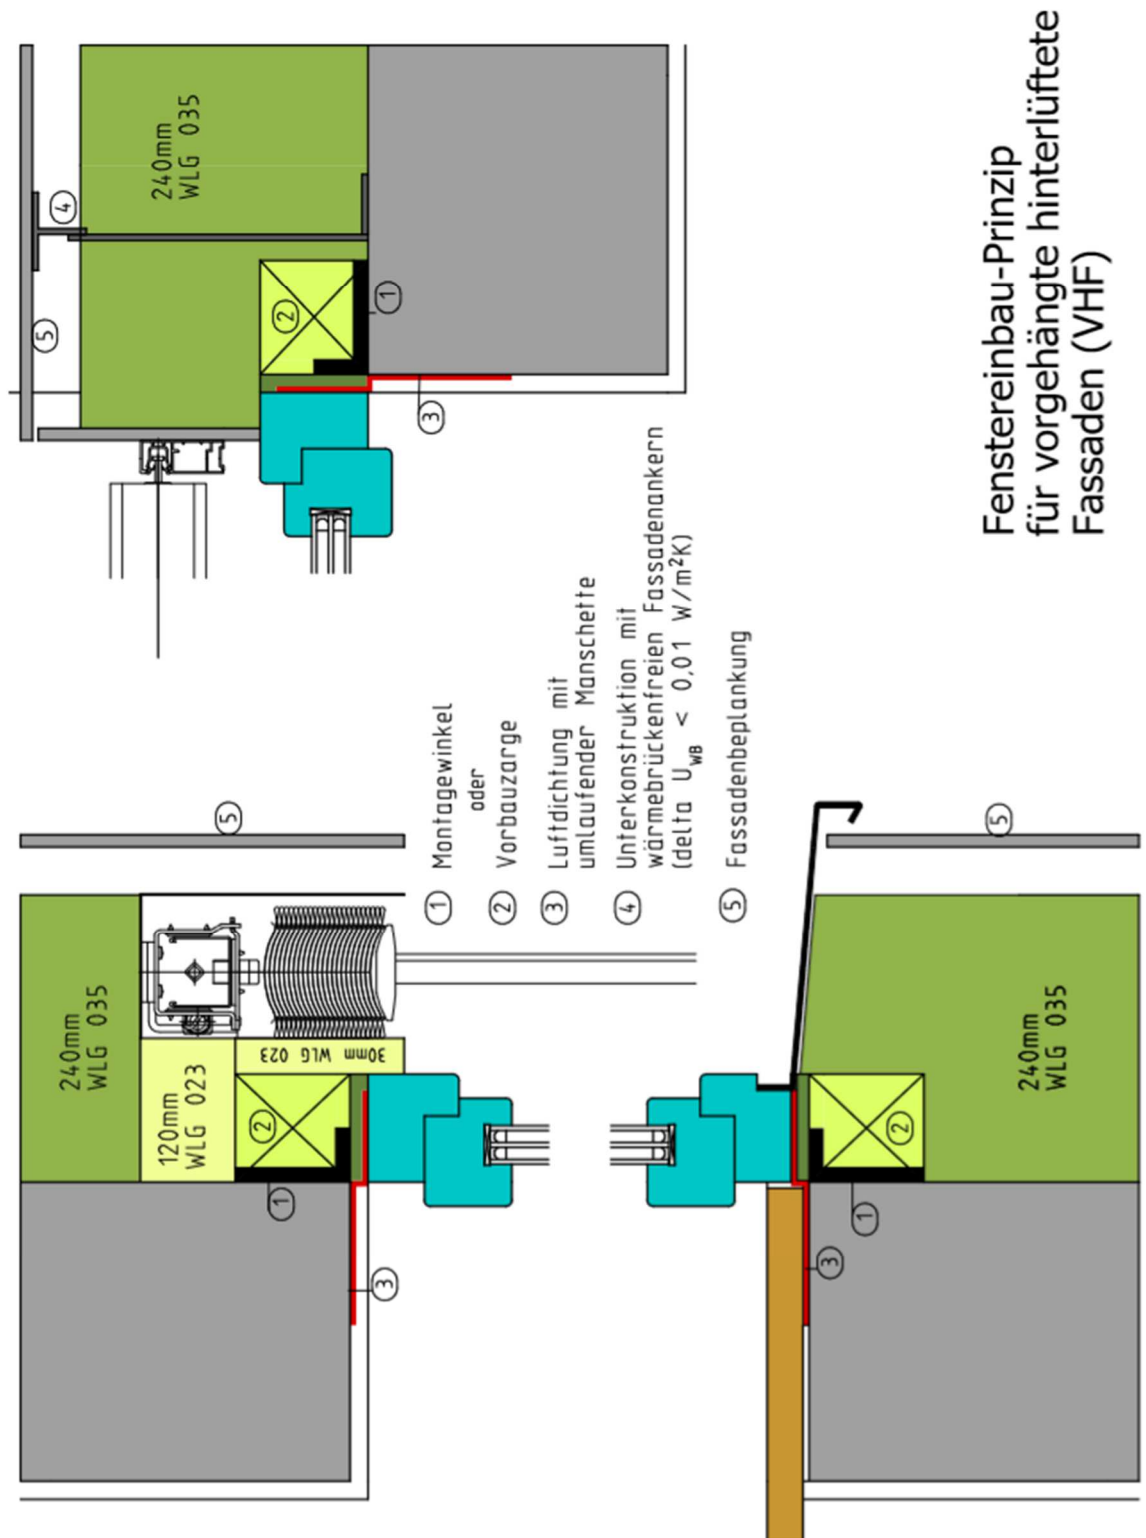 240mm
WLG 035
5
120mm
WLG 023
30mm WLG 023
2
1
3
5
4
240mm
WLG 035
2
1
3
1 Montagewinkel
oder
2 Vorbauzarge
3 Luftdichtung mit
umlaufender Manschette
4 Unterkonstruktion mit
wärmebrückenfreien Fassadenankern
(delta U_WB < 0,01 W/m²K)
5 Fassadenbeplankung
3
1
2
240mm
WLG 035
5
Fenstereinbau-Prinzip
für vorgehängte hinterlüftete
Fassaden (VHF)